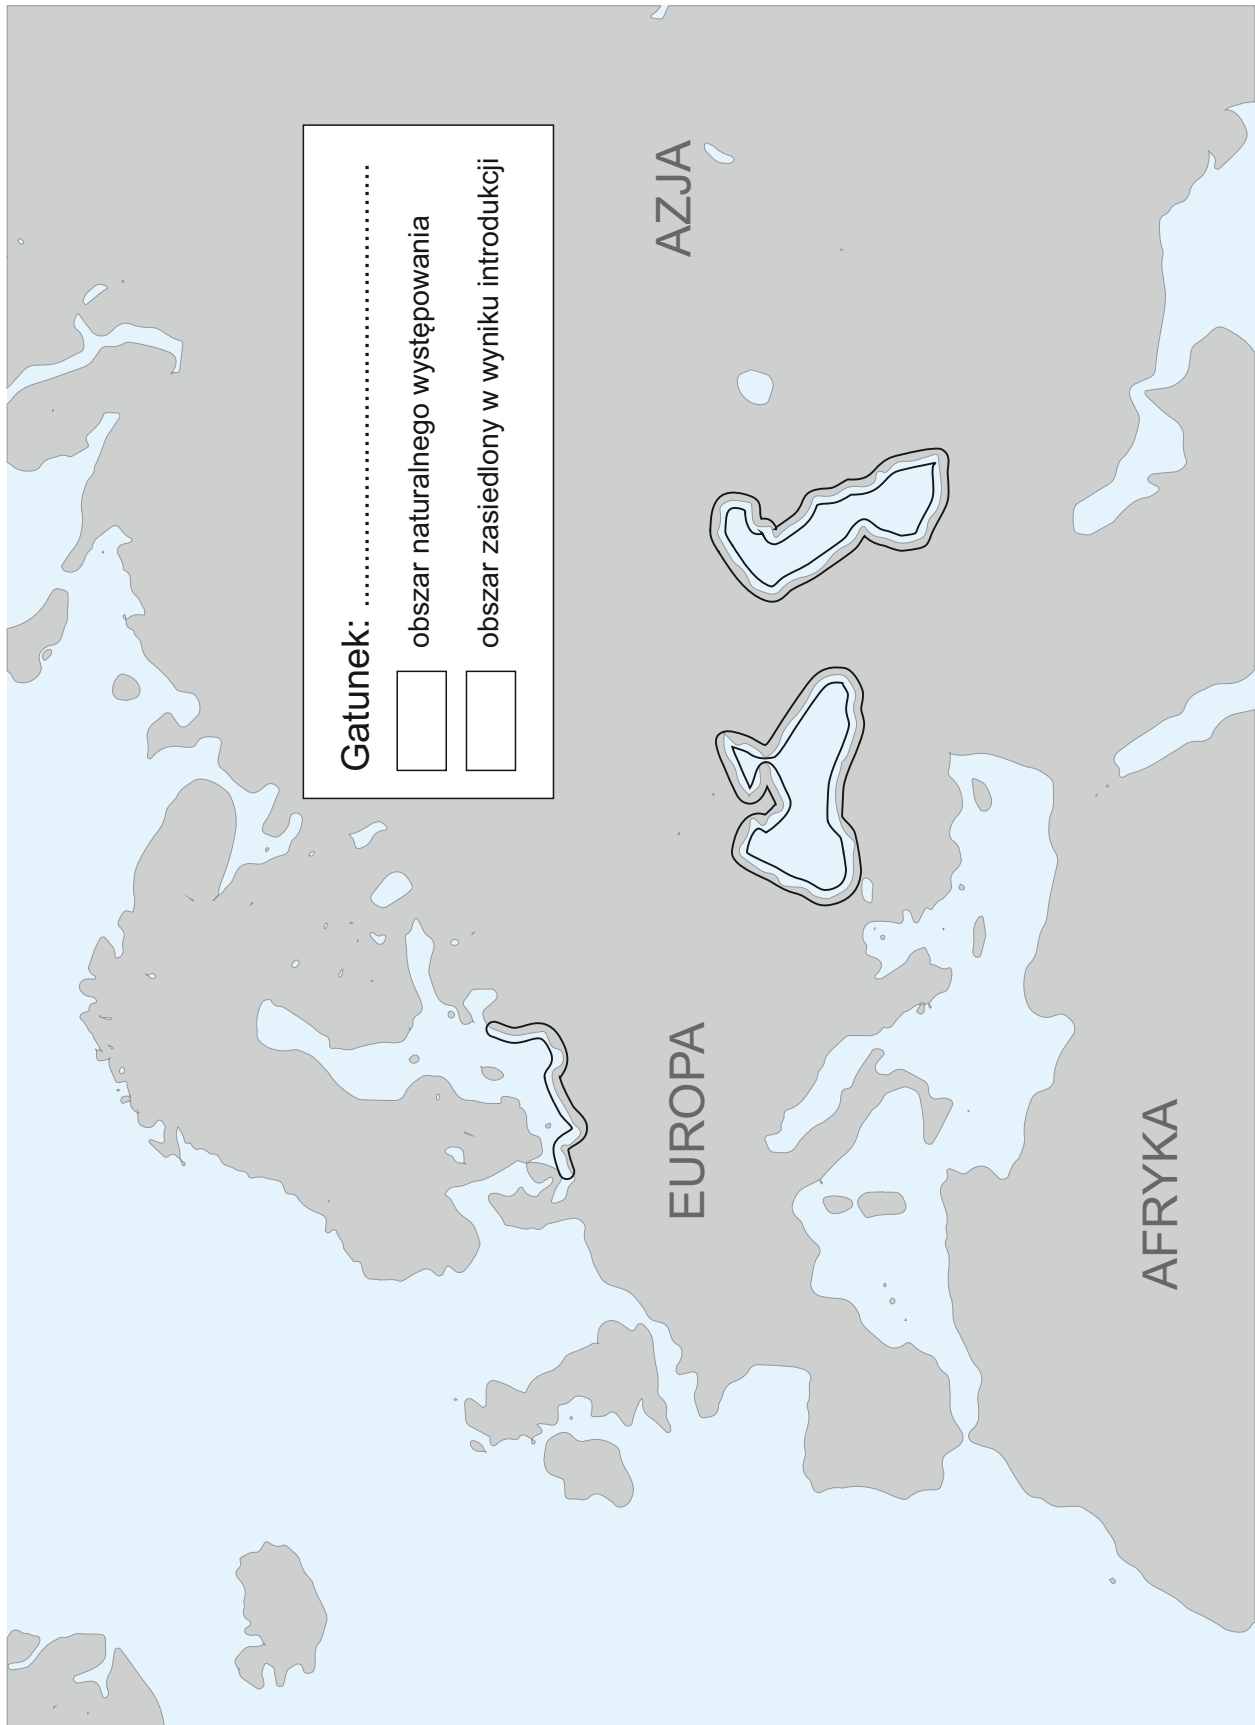 Gatunek: ..............................................
obszar naturalnego występowania
obszar zasiedlony w wyniku introdukcji
AZJA
EUROPA
AFRYKA